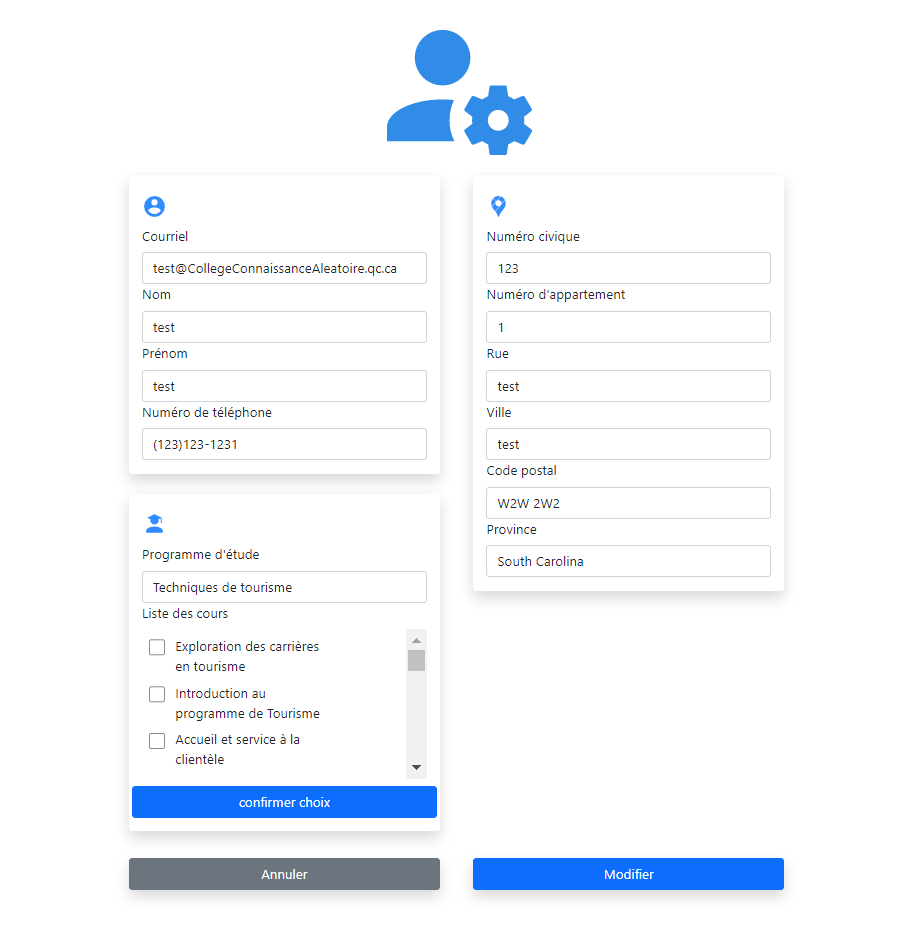 Courriel
test@CollegeConnaissanceAleatoire.qc.ca
Nom
test
Prénom
test
Numéro de téléphone
(123)123-1231
Programme d'étude
Techniques de tourisme
Liste des cours
Exploration des carrières
en tourisme
Introduction au
programme de Tourisme
Accueil et service à la
clientèle
confirmer choix
Numéro civique
123
Numéro d'appartement
1
Rue
test
Ville
test
Code postal
W2W 2W2
Province
South Carolina
Annuler
Modifier